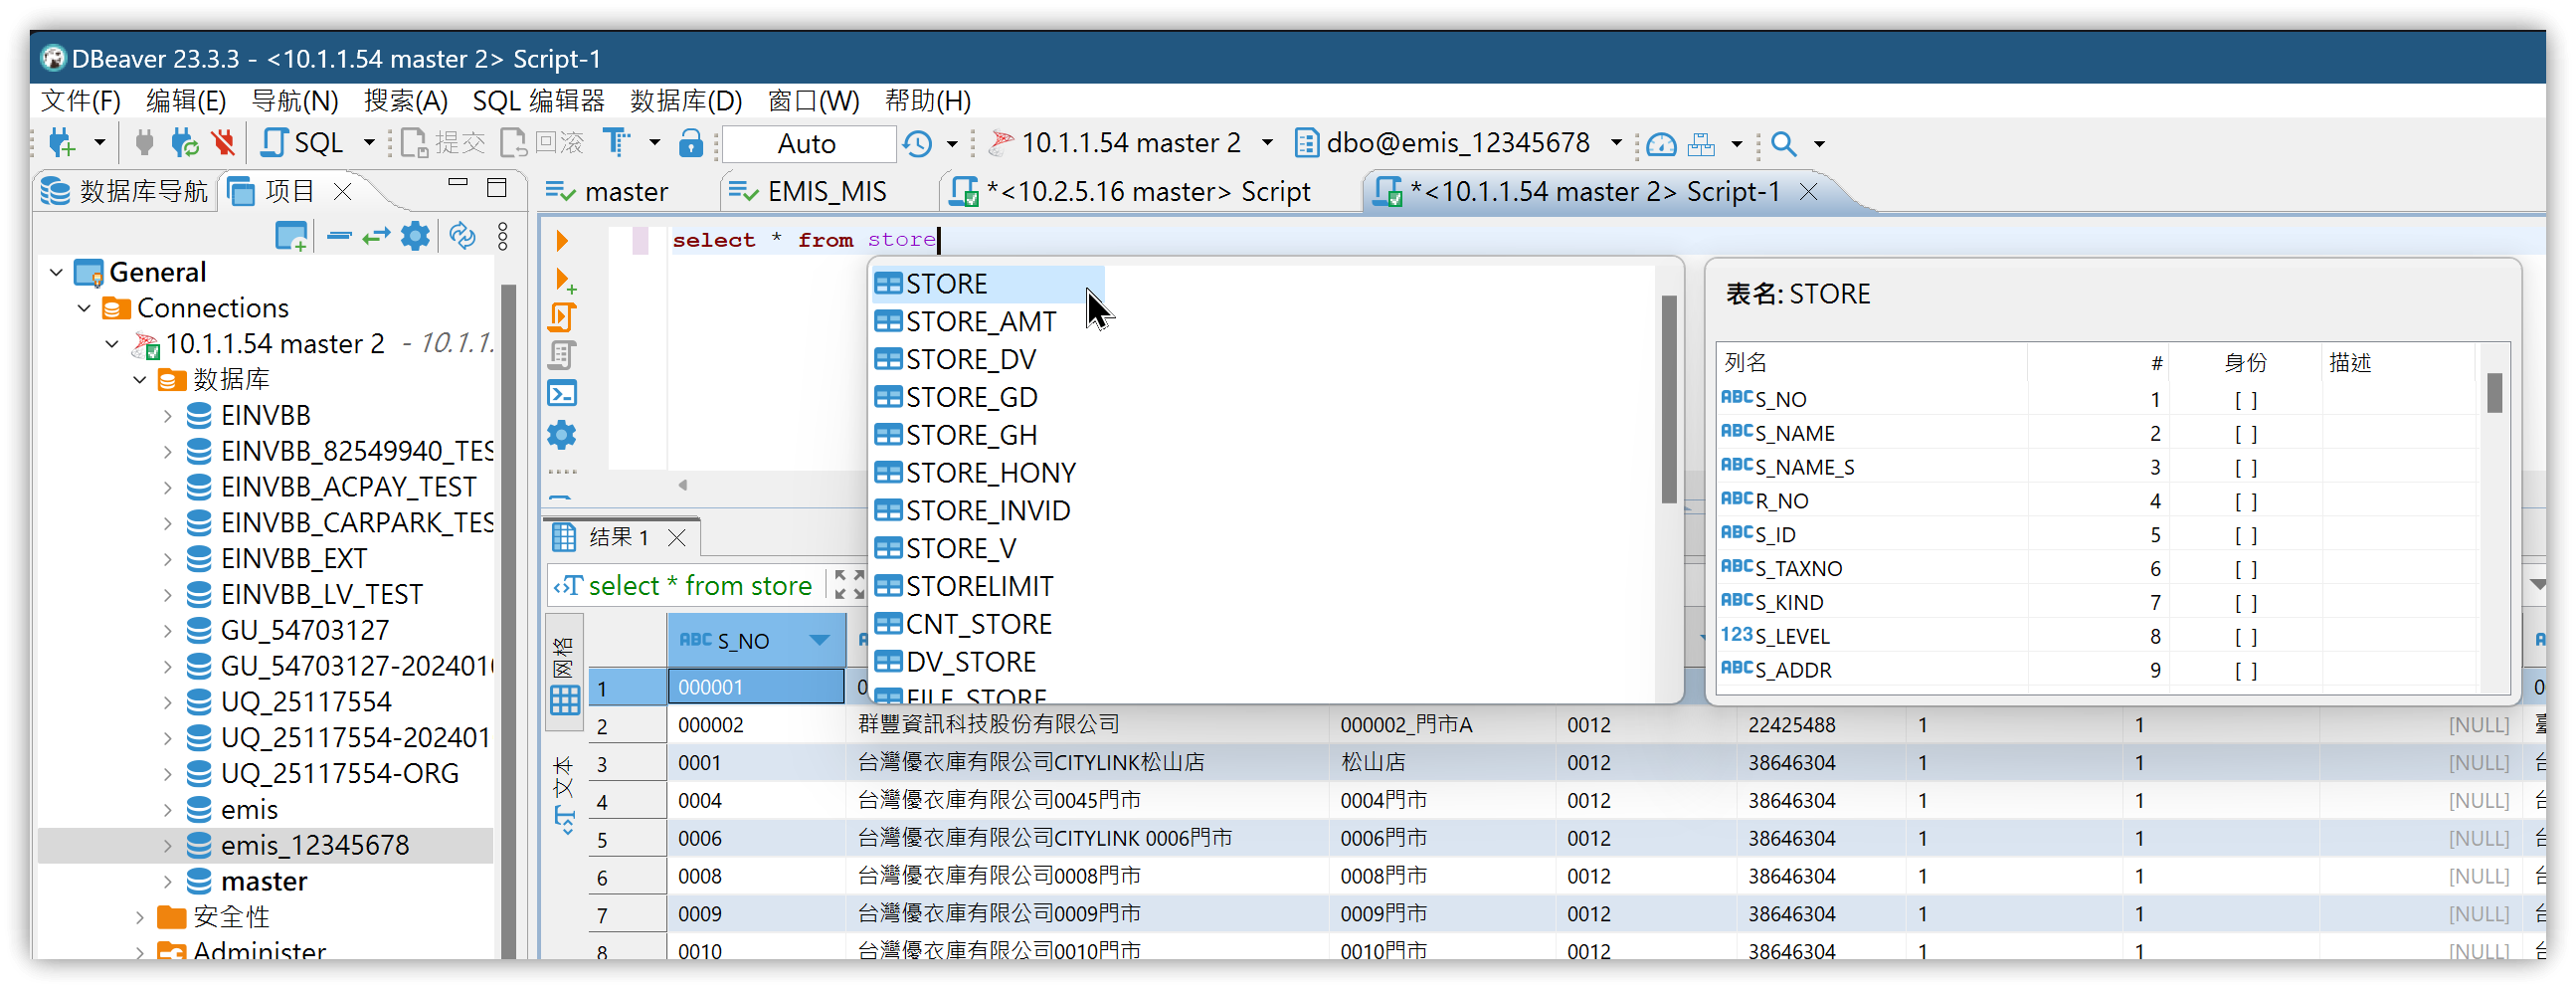 DBeaver 23.3.3 - <10.1.1.54 master 2> Script-1
文件(F) 编辑(E) 导航(N) 搜索(A) SQL 编辑器 数据库(D) 窗口(W) 帮助(H)
SQL 提交 回滚 Auto 10.1.1.54 master 2 dbo@emis_12345678
数据库导航 项目
master EMIS_MIS *<10.2.5.16 master> Script *<10.1.1.54 master 2> Script-1
General
Connections
10.1.1.54 master 2 - 10.1.1.
数据库
EINVBB
EINVBB_82549940_TES
EINVBB_ACPAY_TEST
EINVBB_CARPARK_TES
EINVBB_EXT
EINVBB_LV_TEST
GU_54703127
GU_54703127-2024010
UQ_25117554
UQ_25117554-202401
UQ_25117554-ORG
emis
emis_12345678
master
安全性
Administer
select * from store
STORE
STORE_AMT
STORE_DV
STORE_GD
STORE_GH
STORE_HONY
STORE_INVID
STORE_V
STORELIMIT
CNT_STORE
DV_STORE
FILE_STORE
表名: STORE
列名 # 身份 描述
ABC S_NO 1 [ ]
ABC S_NAME 2 [ ]
ABC S_NAME_S 3 [ ]
ABC R_NO 4 [ ]
ABC S_ID 5 [ ]
ABC S_TAXNO 6 [ ]
ABC S_KIND 7 [ ]
123 S_LEVEL 8 [ ]
ABC S_ADDR 9 [ ]
结果 1
select * from store
网格
文本
ABC S_NO
1 000001
2 000002 群豐資訊科技股份有限公司 000002_門市A 0012 22425488 1 1 [NULL]
3 0001 台灣優衣庫有限公司CITYLINK松山店 松山店 0012 38646304 1 1 [NULL] 台
4 0004 台灣優衣庫有限公司0045門市 0004門市 0012 38646304 1 1 [NULL] 台
5 0006 台灣優衣庫有限公司CITYLINK 0006門市 0006門市 0012 38646304 1 1 [NULL] 台
6 0008 台灣優衣庫有限公司0008門市 0008門市 0012 38646304 1 1 [NULL] 台
7 0009 台灣優衣庫有限公司0009門市 0009門市 0012 38646304 1 1 [NULL] 台
8 0010 台灣優衣庫有限公司0010門市 0010門市 0012 38646304 1 1 [NULL] 台